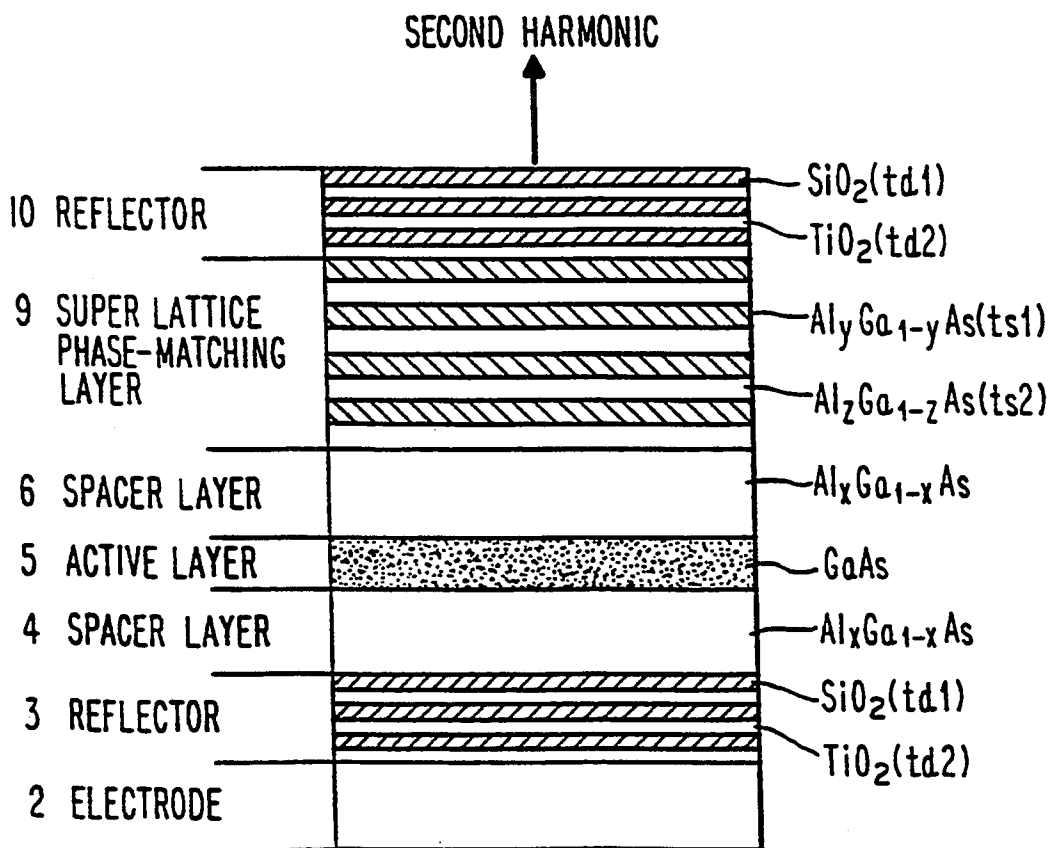 SECOND HARMONIC
10 REFLECTOR
SiO₂(td1)
TiO₂(td2)
9 SUPER LATTICE
PHASE-MATCHING
LAYER
AlyGa₁₋yAs(ts1)
AlzGa₁₋zAs(ts2)
6 SPACER LAYER
AlₓGa₁₋ₓAs
5 ACTIVE LAYER
GaAs
4 SPACER LAYER
AlₓGa₁₋ₓAs
3 REFLECTOR
SiO₂(td1)
TiO₂(td2)
2 ELECTRODE